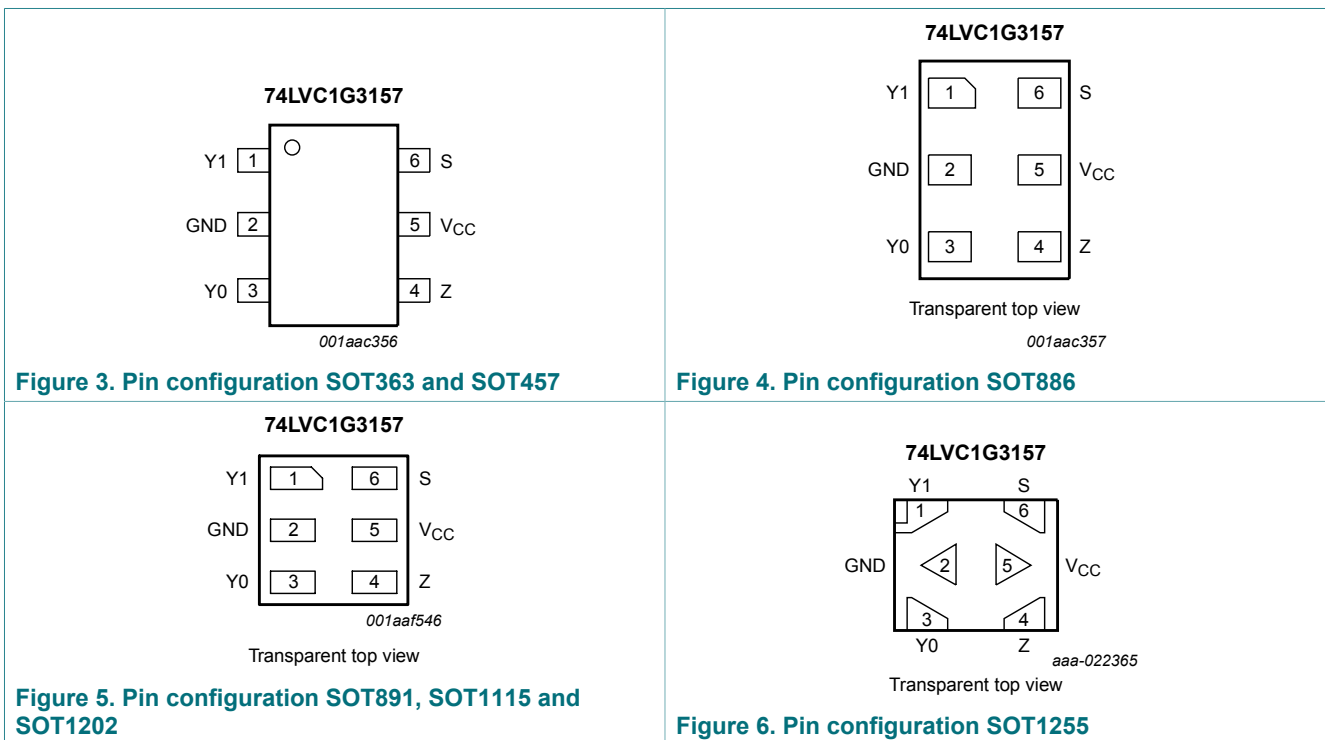 74LVC1G3157
Y1 1 6 S
GND 2 5 VCC
Y0 3 4 Z
001aac356
Figure 3. Pin configuration SOT363 and SOT457
74LVC1G3157
Y1 1 6 S
GND 2 5 VCC
Y0 3 4 Z
Transparent top view
001aac357
Figure 4. Pin configuration SOT886
74LVC1G3157
Y1 1 6 S
GND 2 5 VCC
Y0 3 4 Z
001aaf546
Transparent top view
Figure 5. Pin configuration SOT891, SOT1115 and
SOT1202
74LVC1G3157
Y1 S
1 6
GND 2 5 VCC
3 4
Y0 Z
aaa-022365
Transparent top view
Figure 6. Pin configuration SOT1255